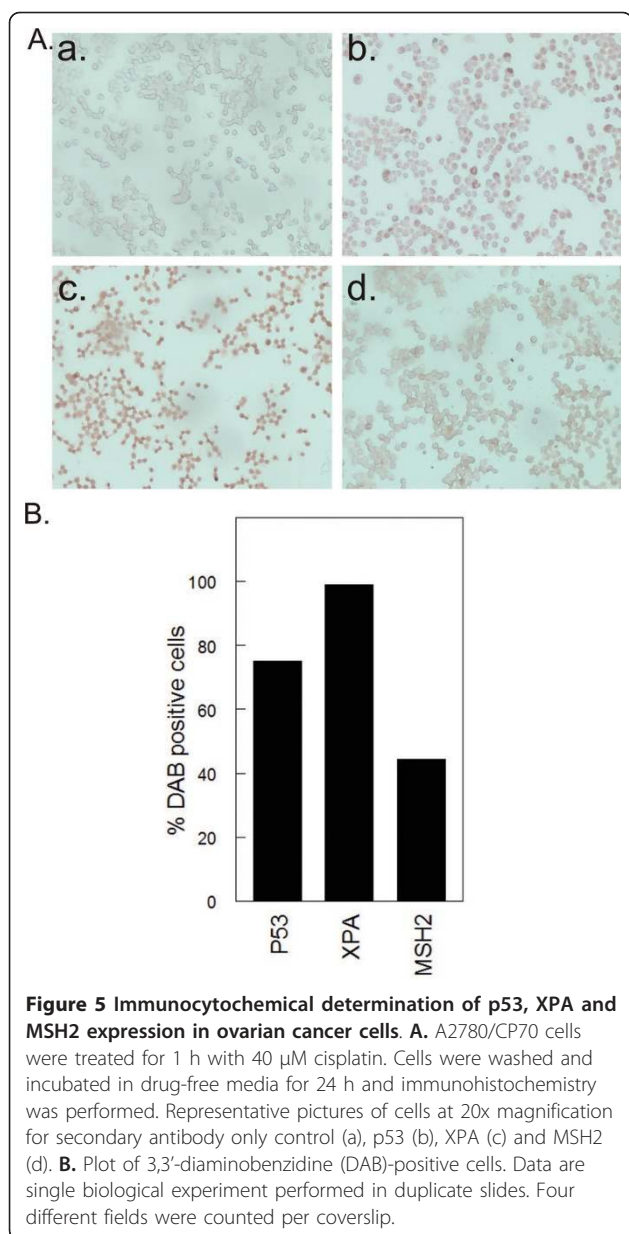 A.
a.
b.
c.
d.
B.
100
80
60
40
20
0
% DAB positive cells
P53
XPA
MSH2
Figure 5 Immunocytochemical determination of p53, XPA and
MSH2 expression in ovarian cancer cells. A. A2780/CP70 cells
were treated for 1 h with 40 μM cisplatin. Cells were washed and
incubated in drug-free media for 24 h and immunohistochemistry
was performed. Representative pictures of cells at 20x magnification
for secondary antibody only control (a), p53 (b), XPA (c) and MSH2
(d). B. Plot of 3,3'-diaminobenzidine (DAB)-positive cells. Data are
single biological experiment performed in duplicate slides. Four
different fields were counted per coverslip.